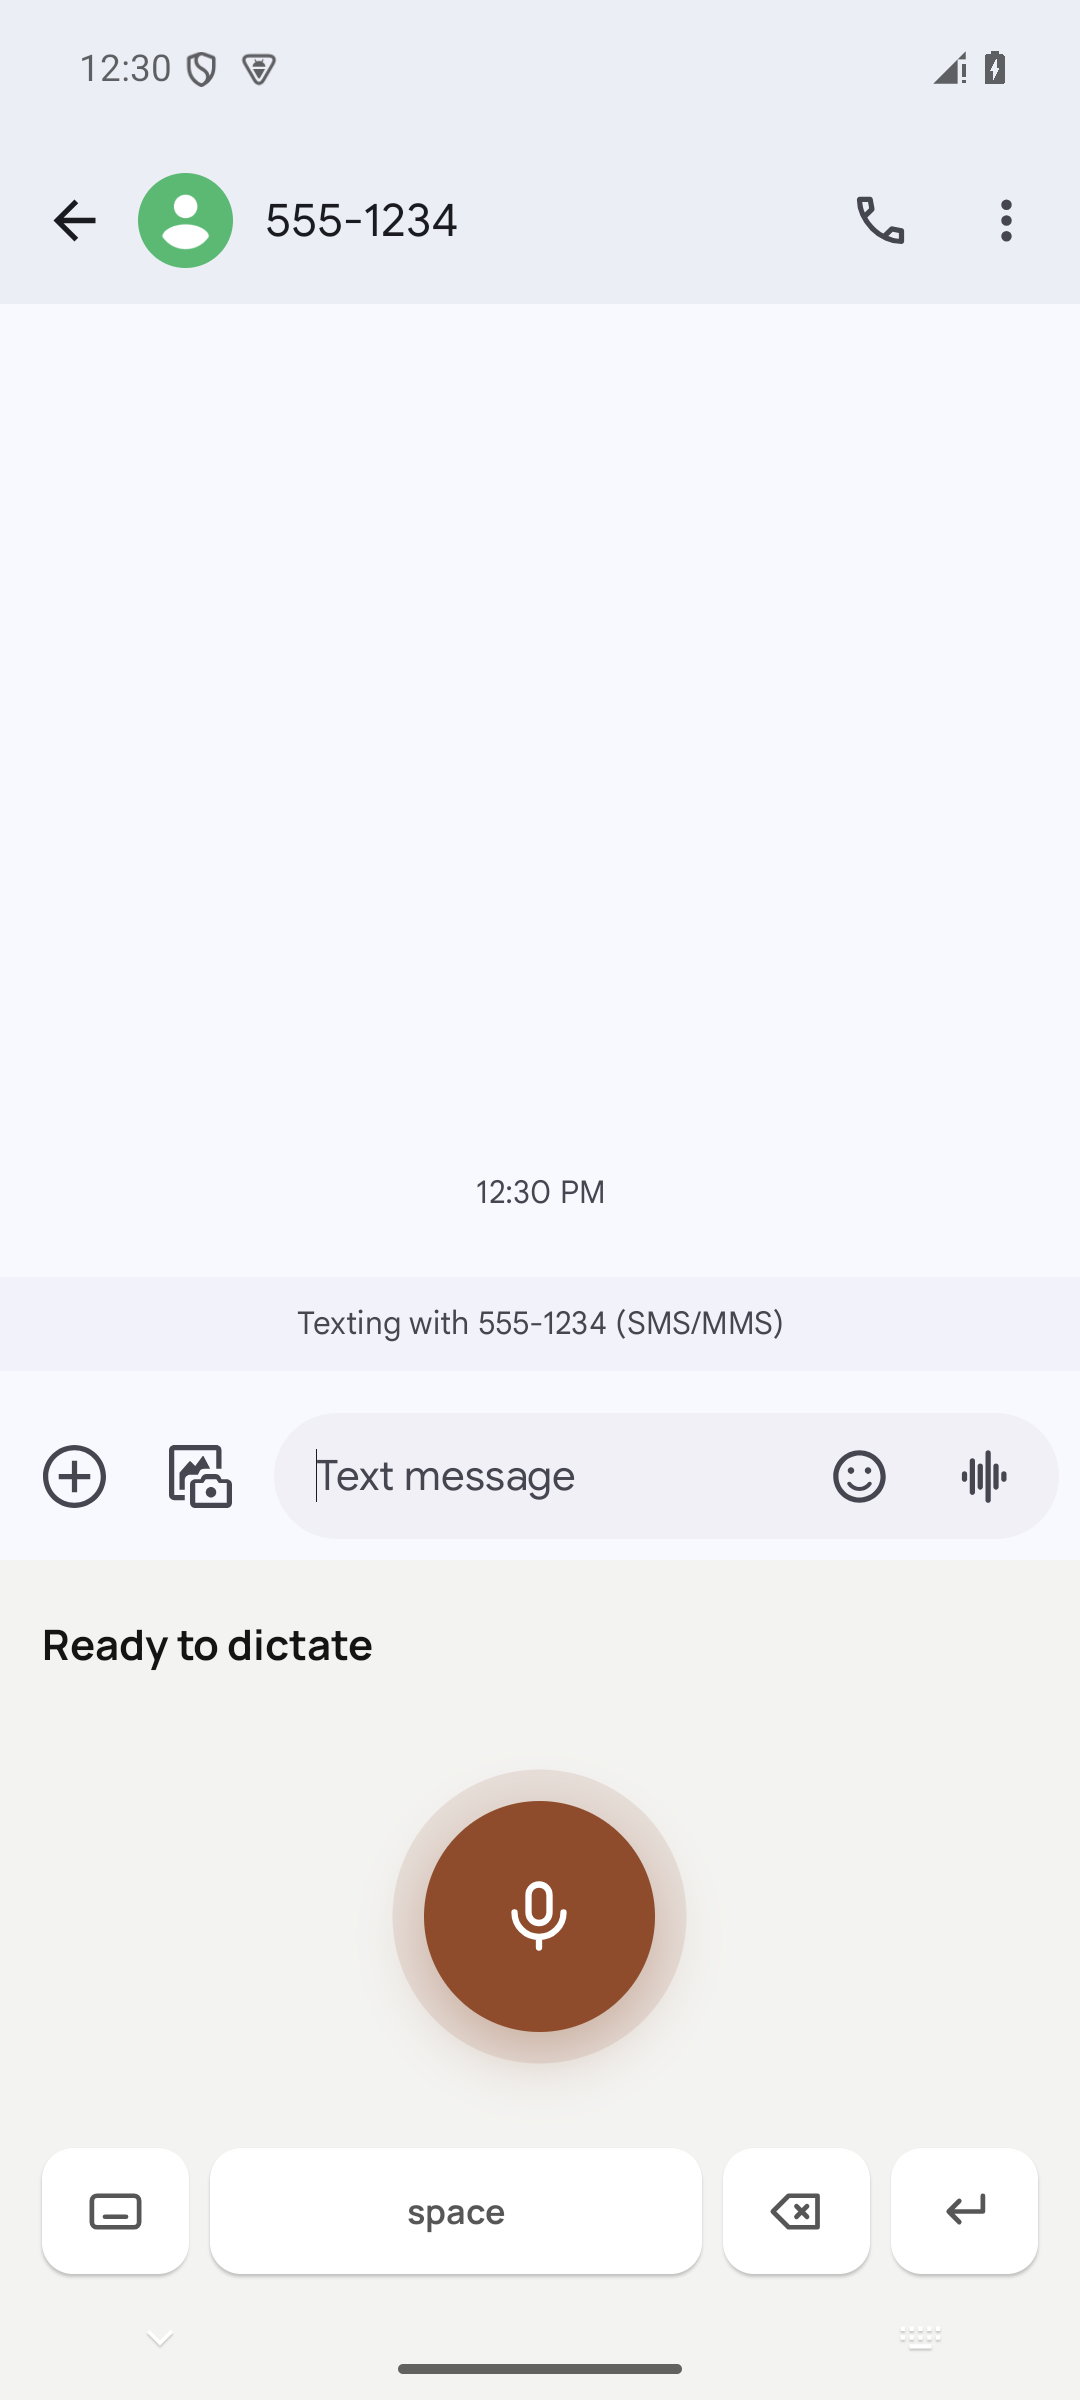 12:30
555-1234
12:30 PM
Texting with 555-1234 (SMS/MMS)
Text message
Ready to dictate
space